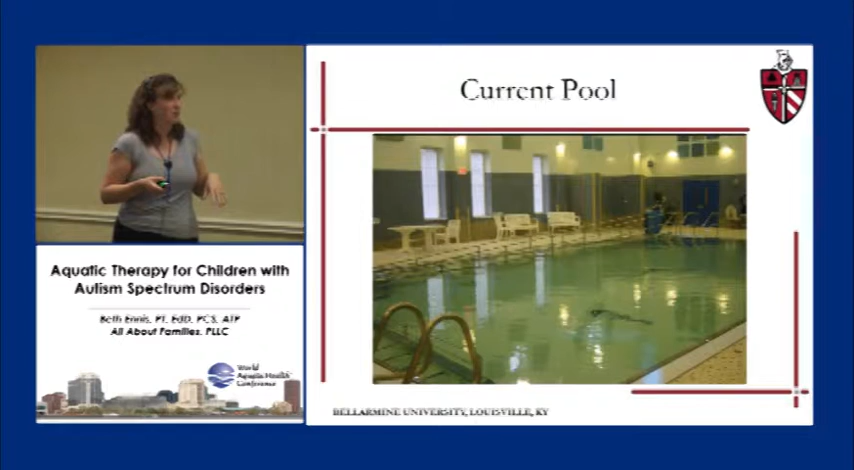 Current Pool
Aquatic Therapy for Children with
Autism Spectrum Disorders
Beth Ennis, PT, EdD, PCS, ATP
All About Families, PLLC
World
Aquatic Health
Conference
BELLARMINE UNIVERSITY, LOUISVILLE, KY